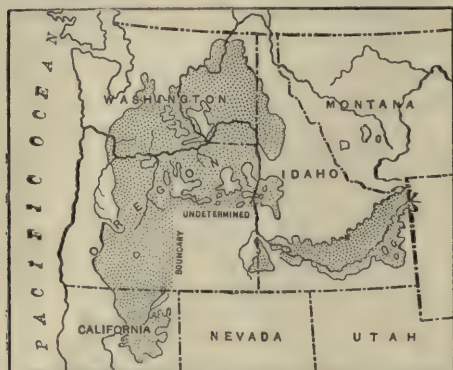 PACIFIC OCEAN
WASHINGTON
MONTANA
OREGON
IDAHO
UNDETERMINED
BOUNDARY
CALIFORNIA
NEVADA
UTAH